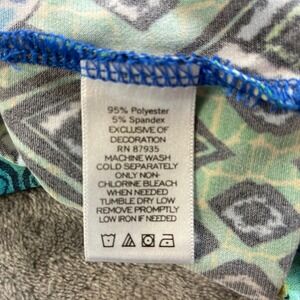 95% Polyester
5% Spandex
EXCLUSIVE OF
DECORATION
RN 87935
MACHINE WASH
COLD SEPARATELY
ONLY NON-
CHLORINE BLEACH
WHEN NEEDED
TUMBLE DRY LOW
REMOVE PROMPTLY
LOW IRON IF NEEDED